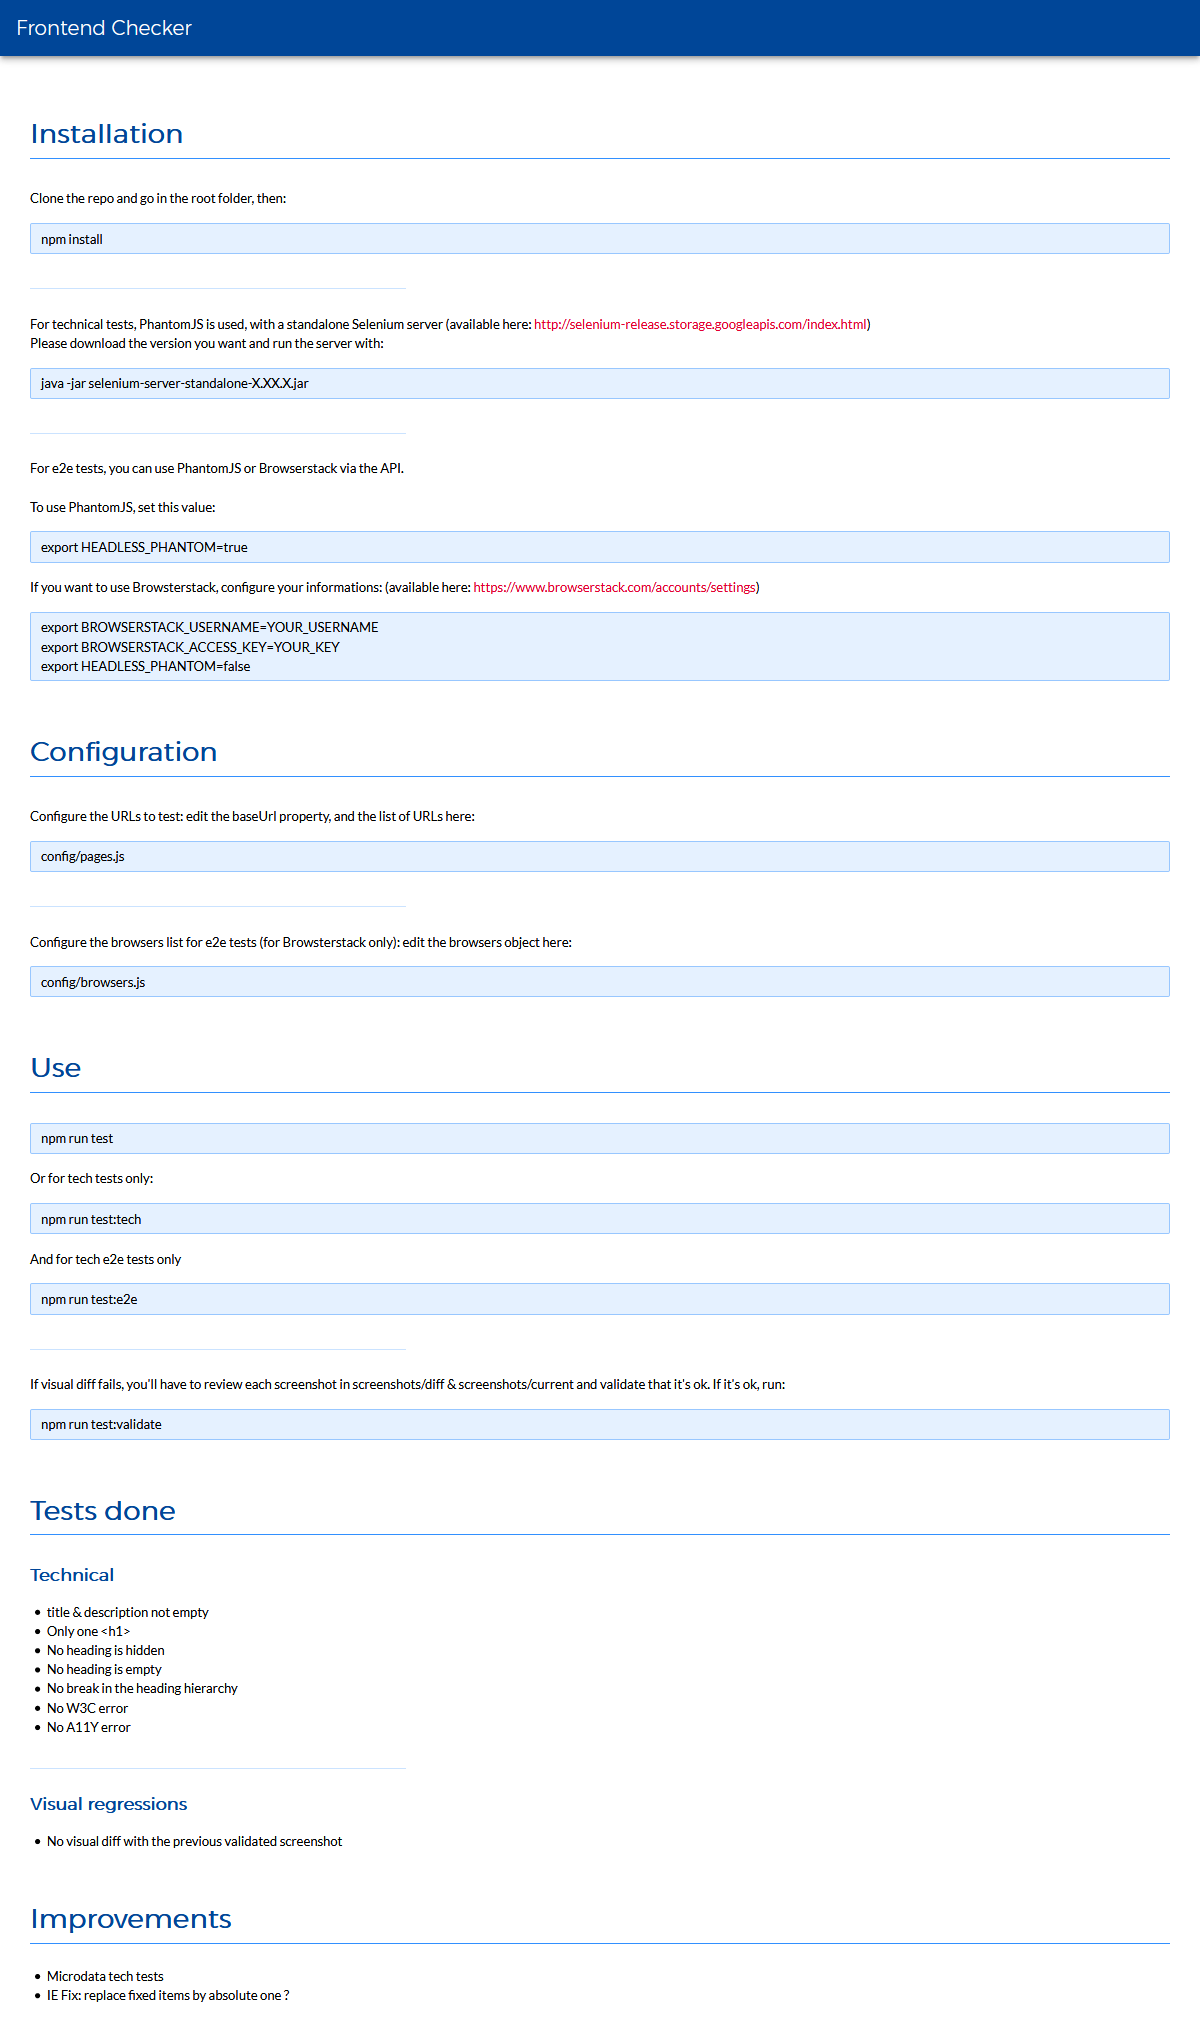 Frontend Checker
Installation
Clone the repo and go in the root folder, then:
npm install
For technical tests, PhantomJS is used, with a standalone Selenium server (available here: http://selenium-release.storage.googleapis.com/index.html)
Please download the version you want and run the server with:
java -jar selenium-server-standalone-X.XX.X.jar
For e2e tests, you can use PhantomJS or Browserstack via the API.
To use PhantomJS, set this value:
export HEADLESS_PHANTOM=true
If you want to use Browsterstack, configure your informations: (available here: https://www.browserstack.com/accounts/settings)
export BROWSERSTACK_USERNAME=YOUR_USERNAME
export BROWSERSTACK_ACCESS_KEY=YOUR_KEY
export HEADLESS_PHANTOM=false
Configuration
Configure the URLs to test: edit the baseUrl property, and the list of URLs here:
config/pages.js
Configure the browsers list for e2e tests (for Browsterstack only): edit the browsers object here:
config/browsers.js
Use
npm run test
Or for tech tests only:
npm run test:tech
And for tech e2e tests only
npm run test:e2e
If visual diff fails, you'll have to review each screenshot in screenshots/diff & screenshots/current and validate that it's ok. If it's ok, run:
npm run test:validate
Tests done
Technical
• title & description not empty
• Only one <h1>
• No heading is hidden
• No heading is empty
• No break in the heading hierarchy
• No W3C error
• No A11Y error
Visual regressions
• No visual diff with the previous validated screenshot
Improvements
• Microdata tech tests
• IE Fix: replace fixed items by absolute one ?